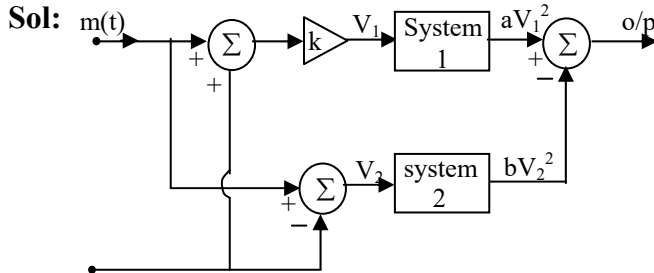 Sol: m(t) + Σ + k V₁ System 1 aV₁² + Σ − o/p
+ Σ − V₂ system 2 bV₂²